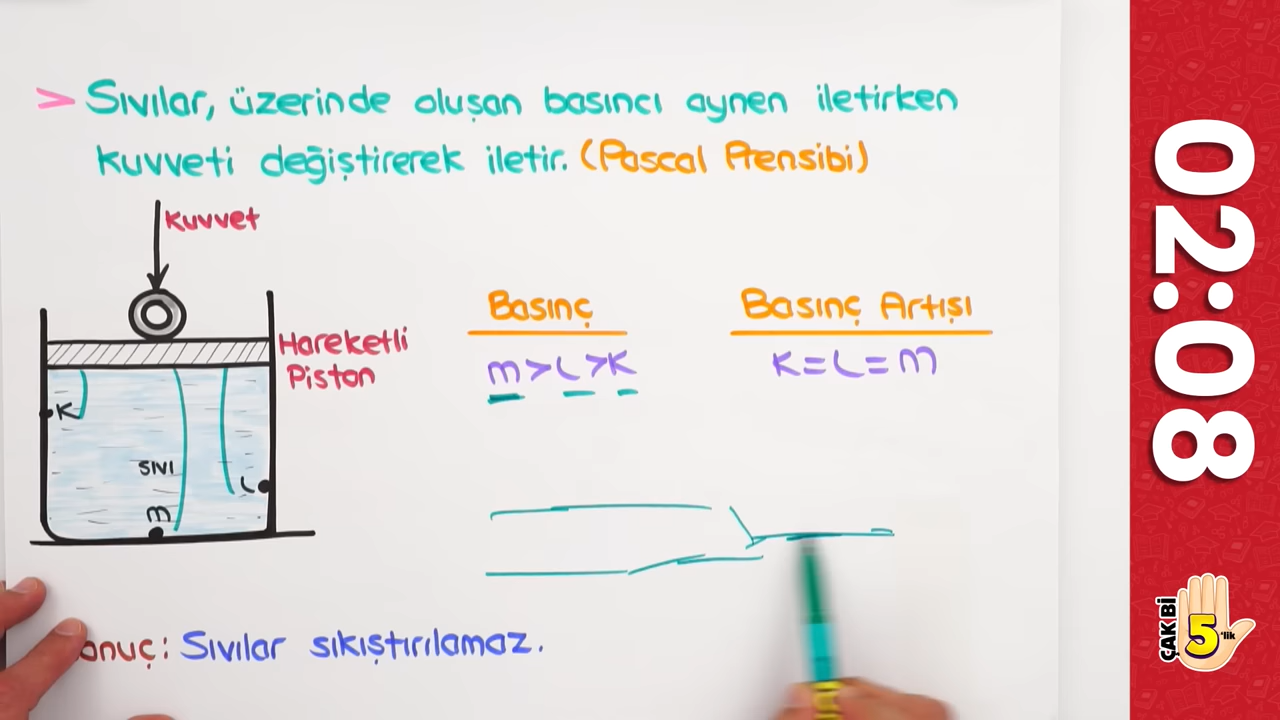 > Sıvılar, üzerinde oluşan basıncı aynen iletirken
kuvveti değiştirerek iletir. (Pascal Prensibi)
Kuvvet
Hareketli
Piston
K
SIVI
L
m
Basınç
m>L>K
Basınç Artışı
K=L=M
onuç: Sıvılar sıkıştırılamaz.
02:08
ÇAK Bİ
5'lik